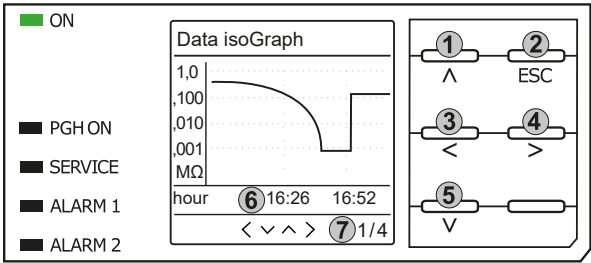 ON
PGH ON
SERVICE
ALARM 1
ALARM 2
Data isoGraph
1,0
,100
,010
,001
MΩ
hour 6 16:26 16:52
< ∨ ∧ > 7 1/4
1 2
∧ ESC
3 4
< >
5
∨